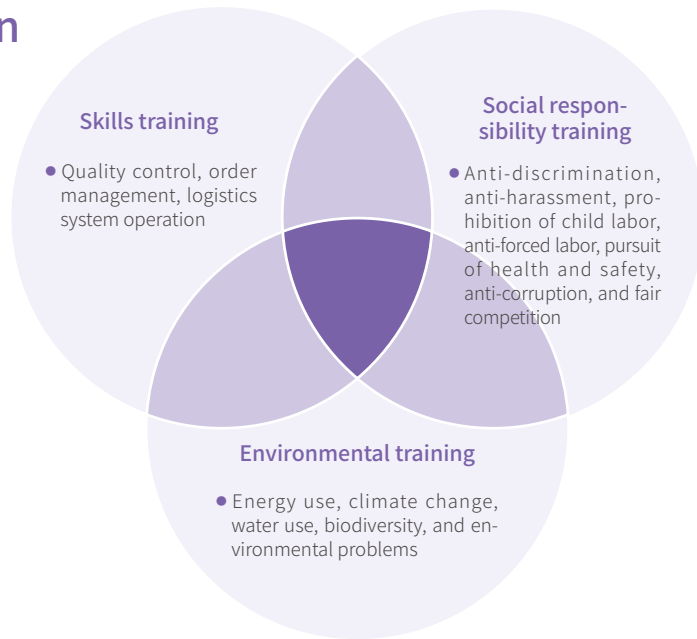 n
Skills training
Quality control, order
management, logistics
system operation
Social respon-
sibility training
Anti-discrimination,
anti-harassment, pro-
hibition of child labor,
anti-forced labor, pursuit
of health and safety,
anti-corruption, and fair
competition
Environmental training
Energy use, climate change,
water use, biodiversity, and en-
vironmental problems